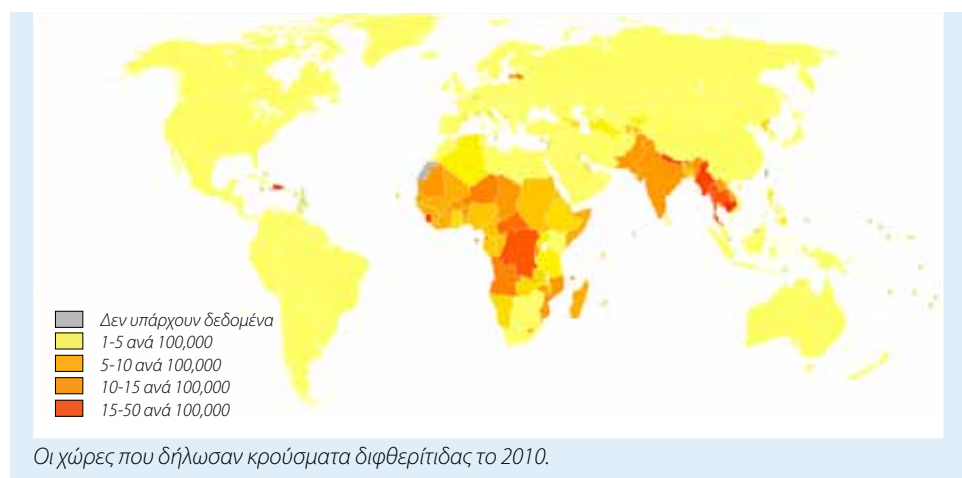 Δεν υπάρχουν δεδομένα
1-5 ανά 100,000
5-10 ανά 100,000
10-15 ανά 100,000
15-50 ανά 100,000
Οι χώρες που δήλωσαν κρούσματα διφθερίτιδας το 2010.